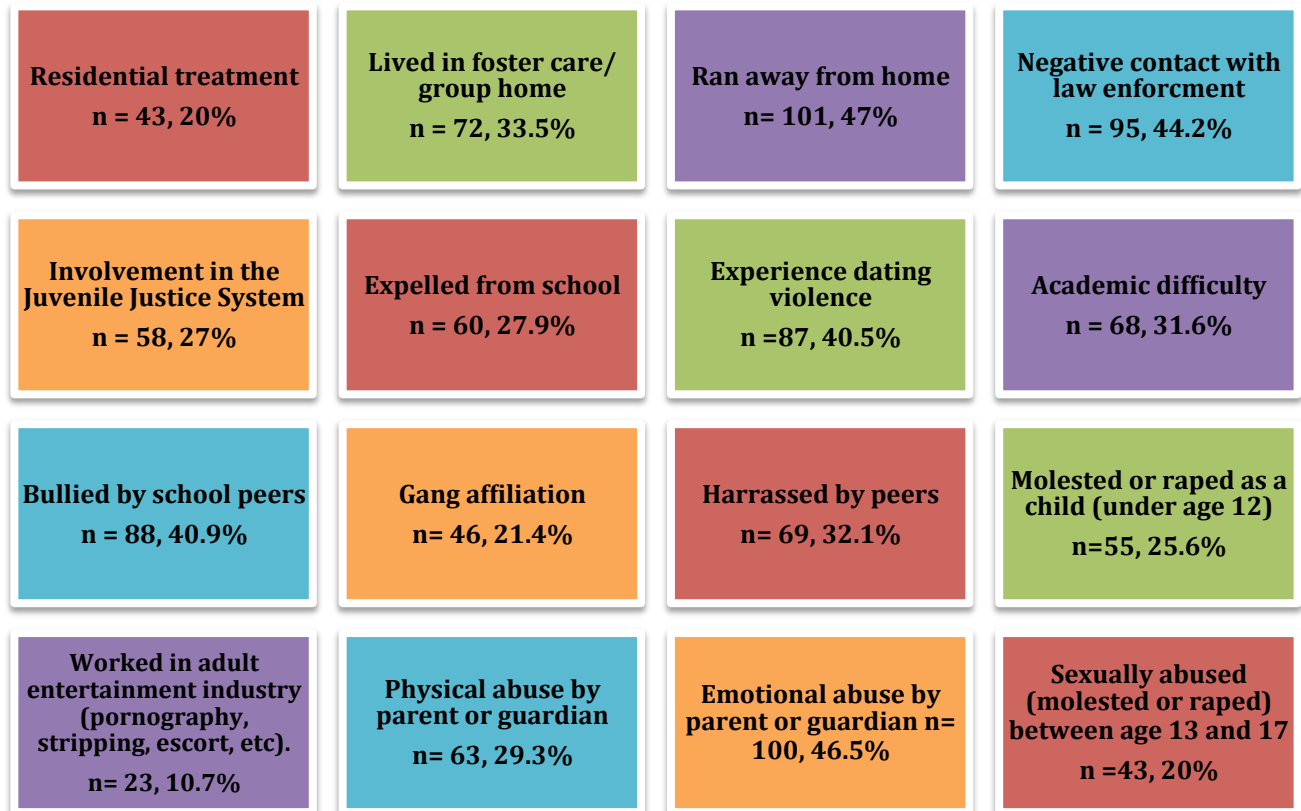 Residential treatment
n = 43, 20%
Lived in foster care/
group home
n = 72, 33.5%
Ran away from home
n= 101, 47%
Negative contact with
law enforcment
n = 95, 44.2%
Involvement in the
Juvenile Justice System
n = 58, 27%
Expelled from school
n = 60, 27.9%
Experience dating
violence
n =87, 40.5%
Academic difficulty
n = 68, 31.6%
Bullied by school peers
n = 88, 40.9%
Gang affiliation
n= 46, 21.4%
Harrassed by peers
n= 69, 32.1%
Molested or raped as a
child (under age 12)
n=55, 25.6%
Worked in adult
entertainment industry
(pornography,
stripping, escort, etc).
n= 23, 10.7%
Physical abuse by
parent or guardian
n= 63, 29.3%
Emotional abuse by
parent or guardian n=
100, 46.5%
Sexually abused
(molested or raped)
between age 13 and 17
n =43, 20%